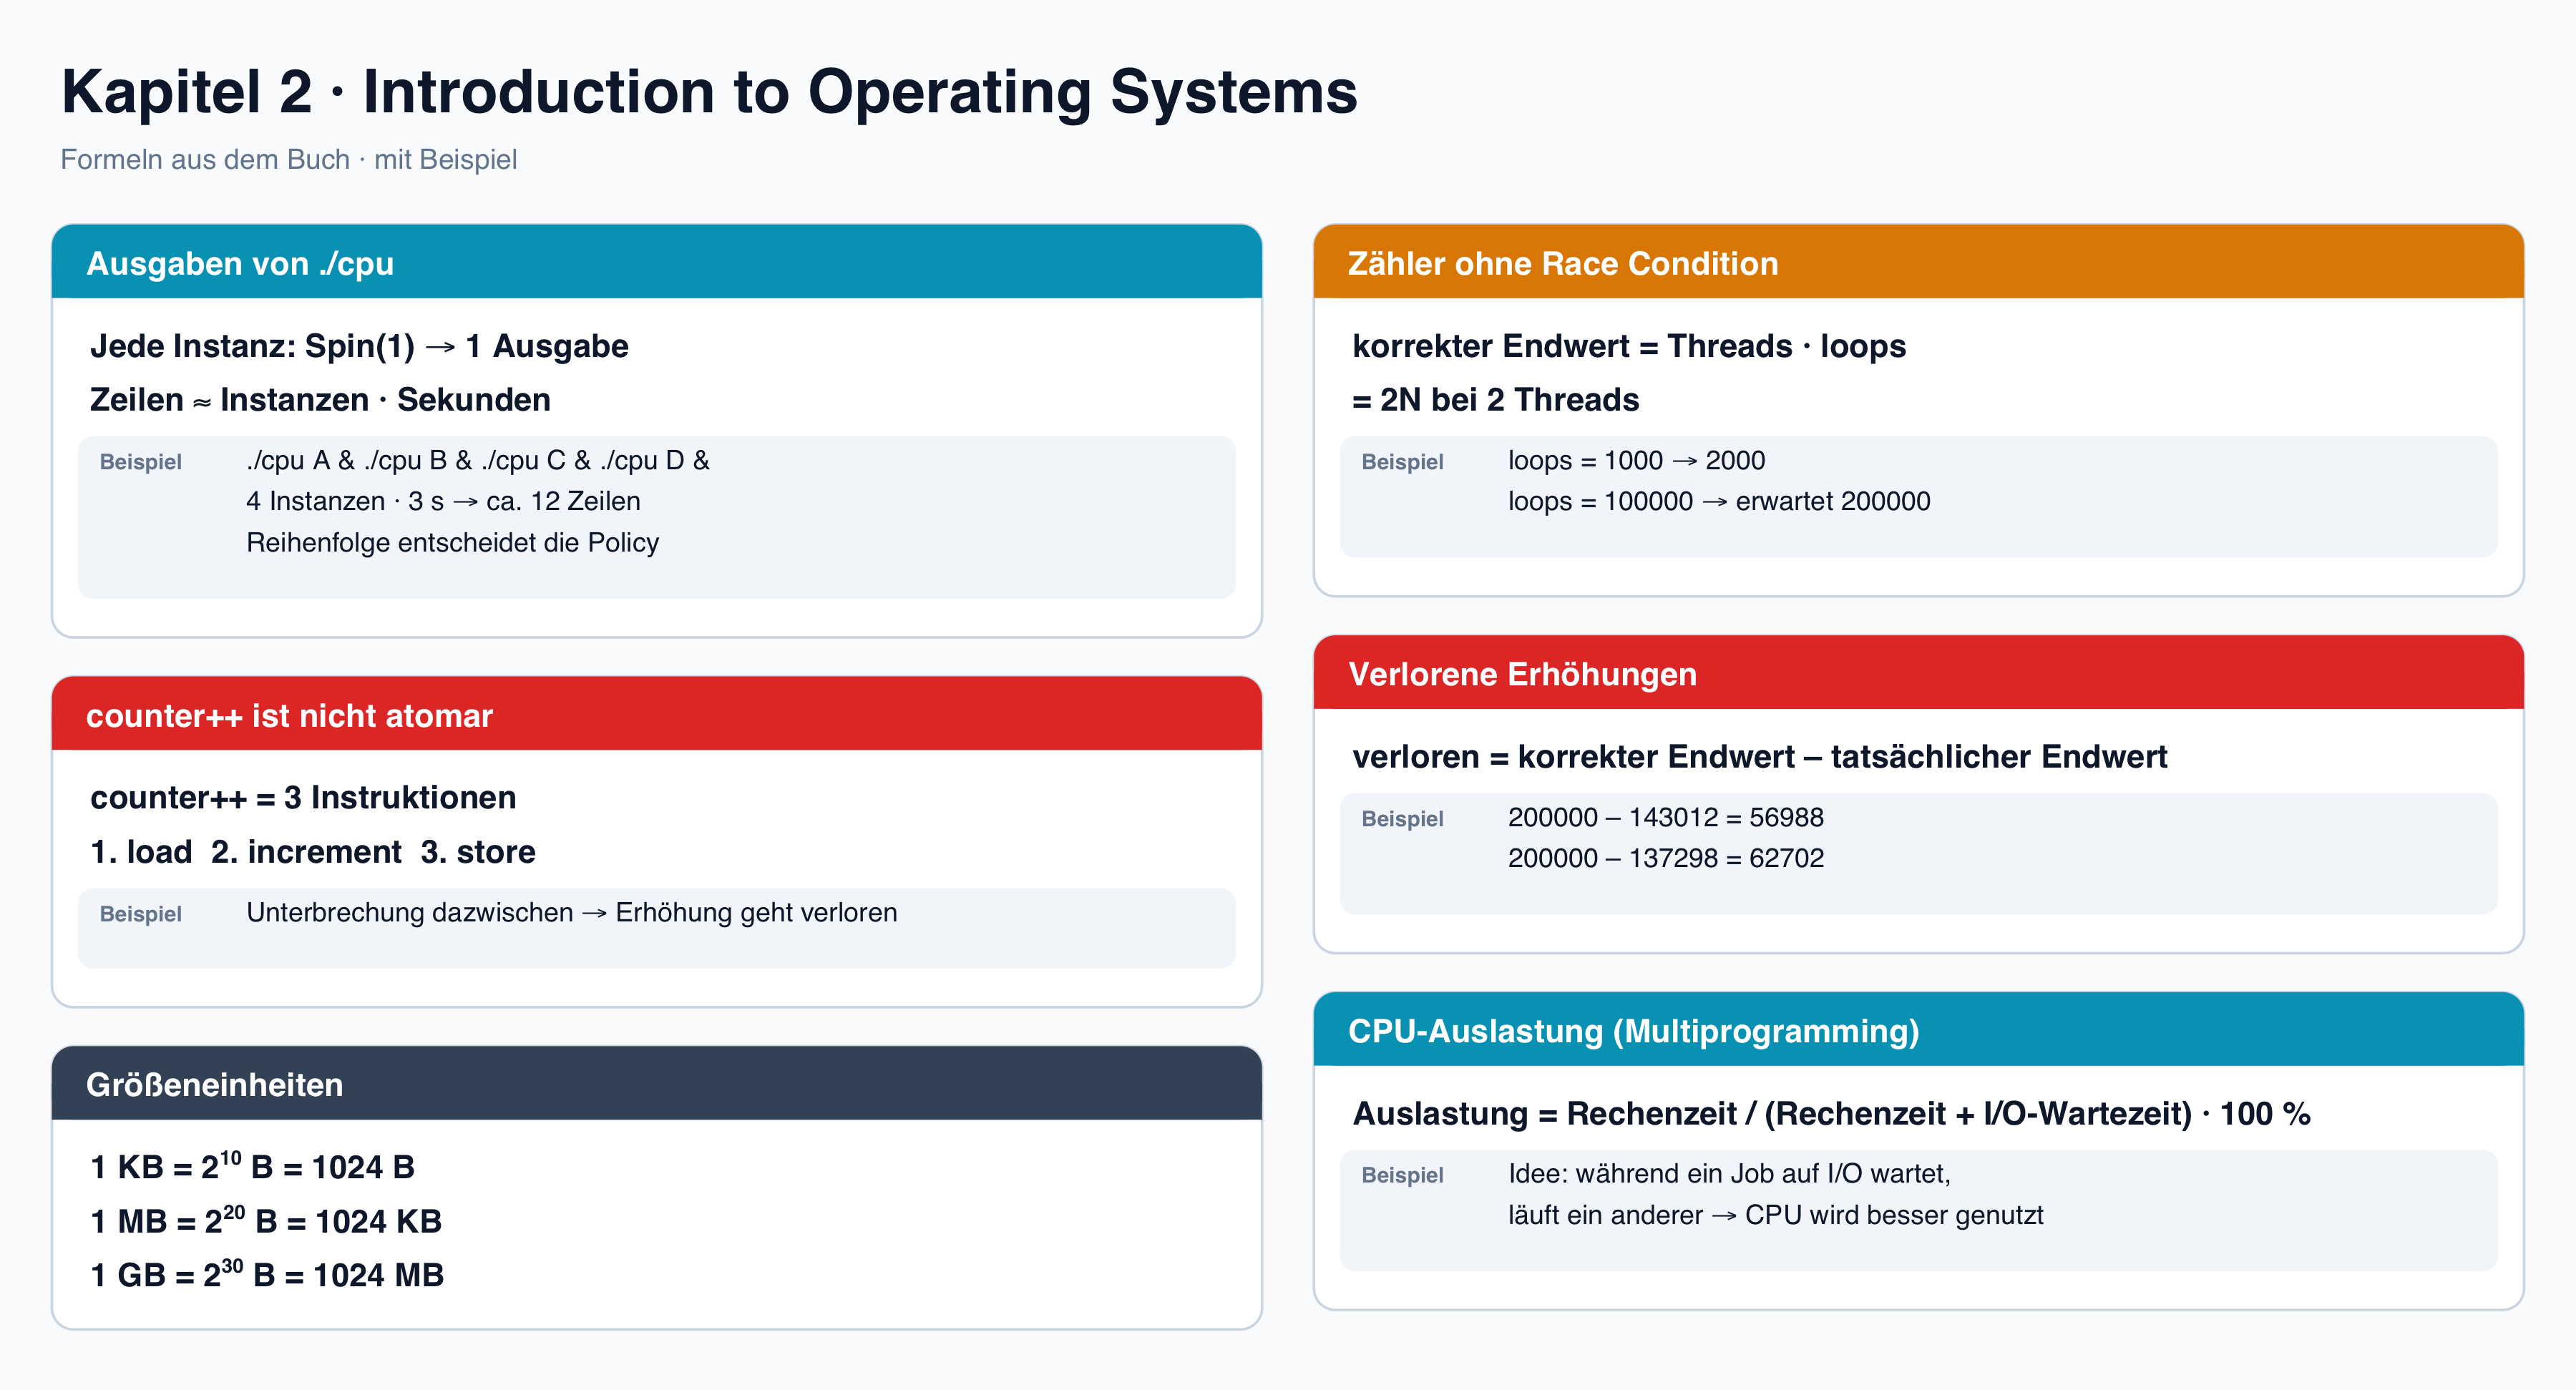 Kapitel 2 · Introduction to Operating Systems
Formeln aus dem Buch · mit Beispiel
Ausgaben von ./cpu
Jede Instanz: Spin(1) → 1 Ausgabe
Zeilen ≈ Instanzen · Sekunden
Beispiel ./cpu A & ./cpu B & ./cpu C & ./cpu D &
4 Instanzen · 3 s → ca. 12 Zeilen
Reihenfolge entscheidet die Policy
counter++ ist nicht atomar
counter++ = 3 Instruktionen
1. load 2. increment 3. store
Beispiel Unterbrechung dazwischen → Erhöhung geht verloren
Größeneinheiten
1 KB = 2¹⁰ B = 1024 B
1 MB = 2²⁰ B = 1024 KB
1 GB = 2³⁰ B = 1024 MB
Zähler ohne Race Condition
korrekter Endwert = Threads · loops
= 2N bei 2 Threads
Beispiel loops = 1000 → 2000
loops = 100000 → erwartet 200000
Verlorene Erhöhungen
verloren = korrekter Endwert – tatsächlicher Endwert
Beispiel 200000 – 143012 = 56988
200000 – 137298 = 62702
CPU-Auslastung (Multiprogramming)
Auslastung = Rechenzeit / (Rechenzeit + I/O-Wartezeit) · 100 %
Beispiel Idee: während ein Job auf I/O wartet,
läuft ein anderer → CPU wird besser genutzt